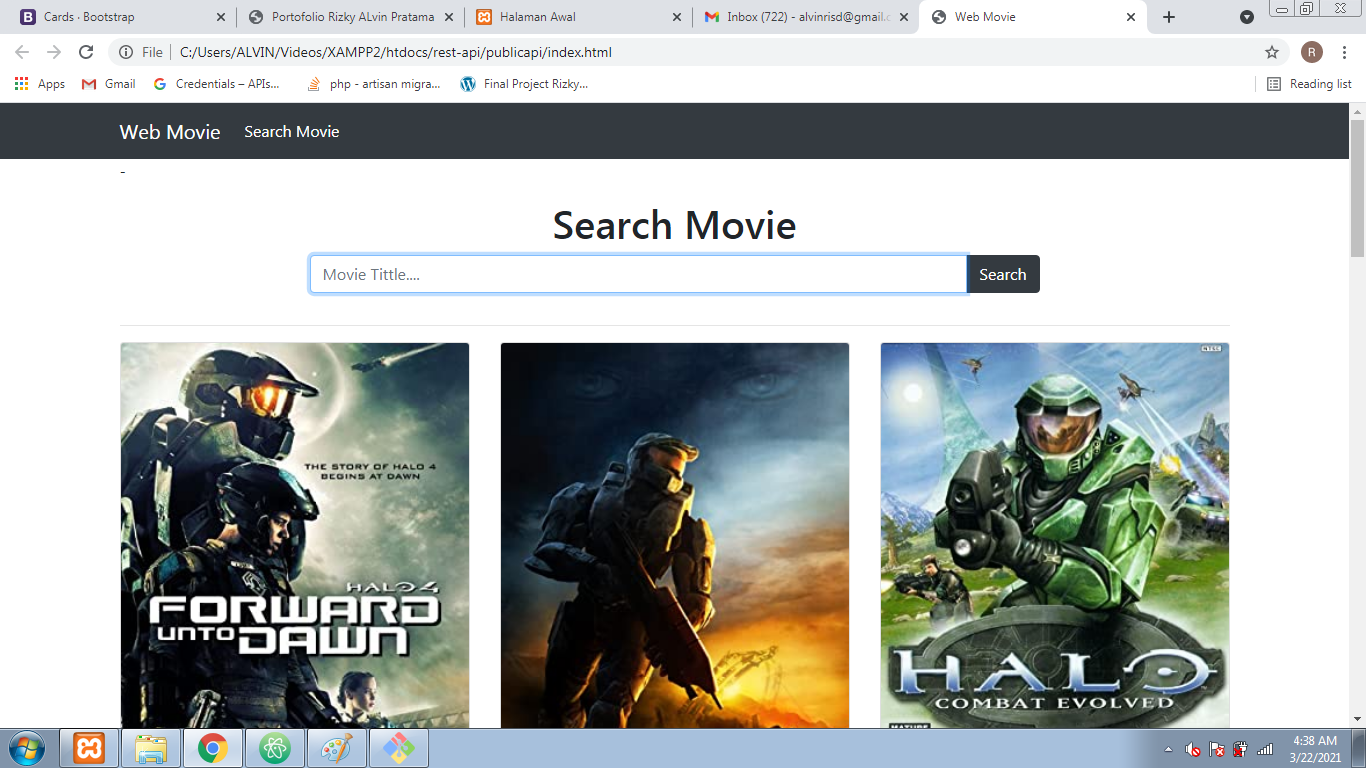 Cards · Bootstrap
Portofolio Rizky ALvin Pratama
Halaman Awal
Inbox (722) - alvinrisd@gmail.c
Web Movie
File
C:/Users/ALVIN/Videos/XAMPP2/htdocs/rest-api/publicapi/index.html
R
Apps
Gmail
Credentials – APIs...
php - artisan migra...
Final Project Rizky...
Reading list
Web Movie
Search Movie
-
Search Movie
Movie Tittle....
Search
THE STORY OF HALO 4
BEGINS AT DAWN
HALO 4
FORWARD
UNTO DAWN
NTSC
HALO
COMBAT EVOLVED
MATURE
4:38 AM
3/22/2021